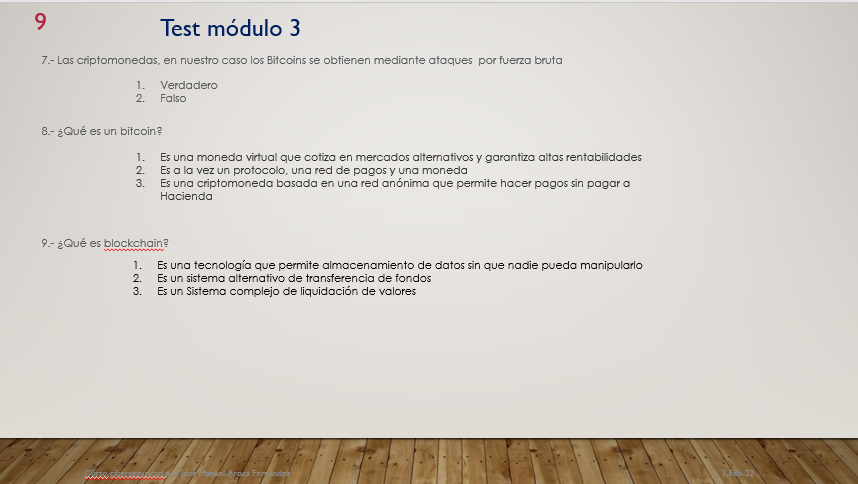 9
Test módulo 3
7.- Las criptomonedas, en nuestro caso los Bitcoins se obtienen mediante ataques  por fuerza bruta
1. Verdadero
2. Falso
8.- ¿Qué es un bitcoin?
1. Es una moneda virtual que cotiza en mercados alternativos y garantiza altas rentabilidades
2. Es a la vez un protocolo, una red de pagos y una moneda
3. Es una criptomoneda basada en una red anónima que permite hacer pagos sin pagar a
Hacienda
9.- ¿Qué es blockchain?
1. Es una tecnología que permite almacenamiento de datos sin que nadie pueda manipularlo
2. Es un sistema alternativo de transferencia de fondos
3. Es un Sistema complejo de liquidación de valores
Curso ciberseguridad Jose Manuel Aroca Fernandez
3-Feb-22